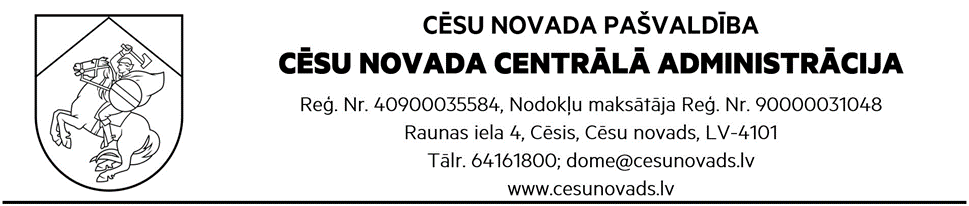 CĒSU NOVADA PAŠVALDĪBA
CĒSU NOVADA CENTRĀLĀ ADMINISTRĀCIJA
Reģ. Nr. 40900035584, Nodokļu maksātāja Reģ. Nr. 90000031048
Raunas iela 4, Cēsis, Cēsu novads, LV-4101
Tālr. 64161800; dome@cesunovads.lv
www.cesunovads.lv